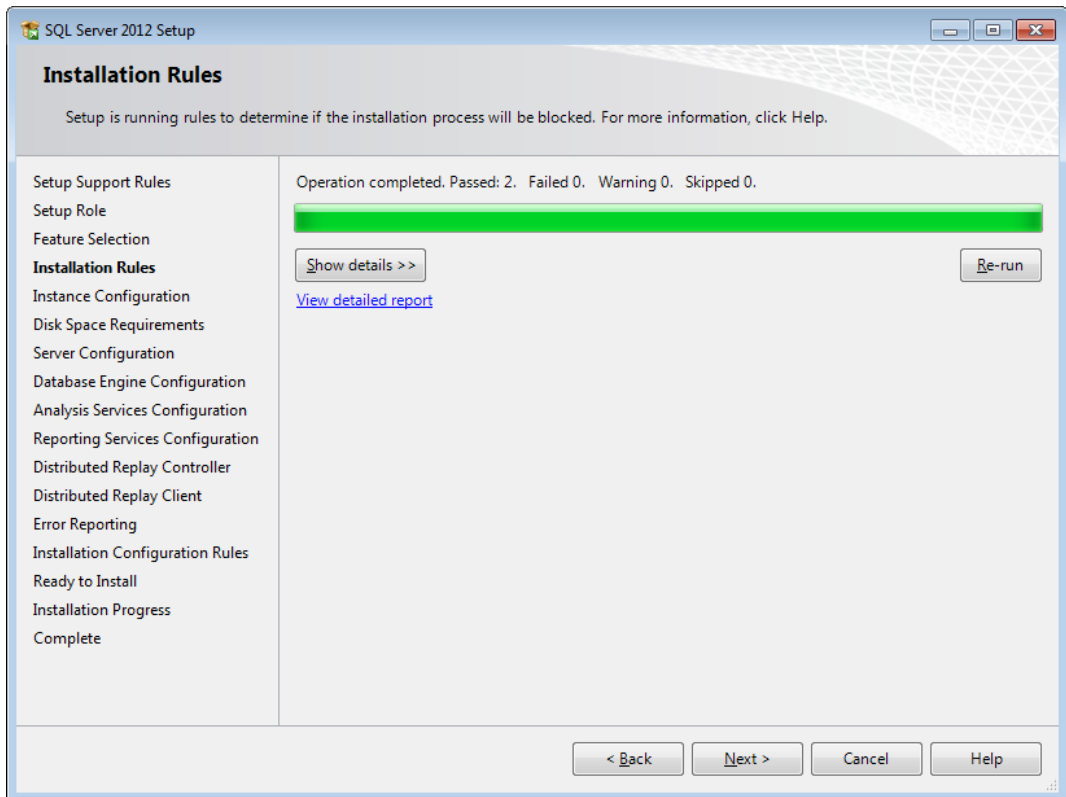 SQL Server 2012 Setup
Installation Rules
Setup is running rules to determine if the installation process will be blocked. For more information, click Help.
Setup Support Rules
Setup Role
Feature Selection
Installation Rules
Instance Configuration
Disk Space Requirements
Server Configuration
Database Engine Configuration
Analysis Services Configuration
Reporting Services Configuration
Distributed Replay Controller
Distributed Replay Client
Error Reporting
Installation Configuration Rules
Ready to Install
Installation Progress
Complete
Operation completed. Passed: 2. Failed 0. Warning 0. Skipped 0.
Show details >>
Re-run
View detailed report
< Back
Next >
Cancel
Help